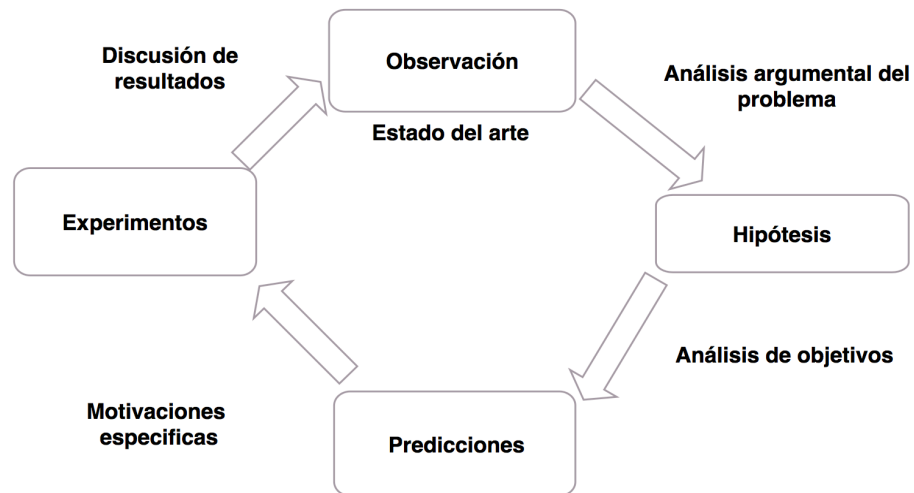 Observación
Estado del arte
Análisis argumental del
problema
Hipótesis
Análisis de objetivos
Predicciones
Motivaciones
especificas
Experimentos
Discusión de
resultados